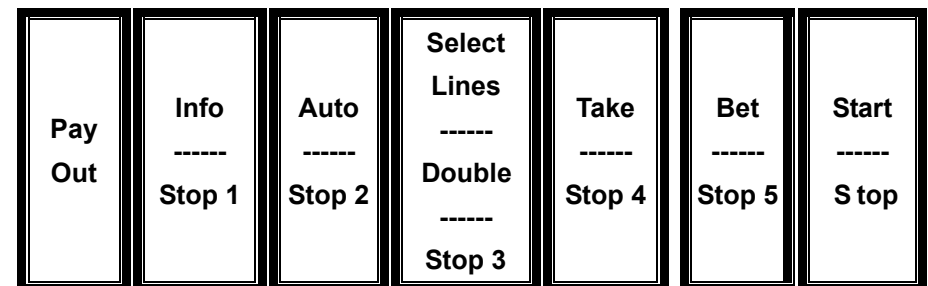 Pay
Out
Info
------
Stop 1
Auto
------
Stop 2
Select
Lines
------
Double
------
Stop 3
Take
------
Stop 4
Bet
------
Stop 5
Start
------
S top